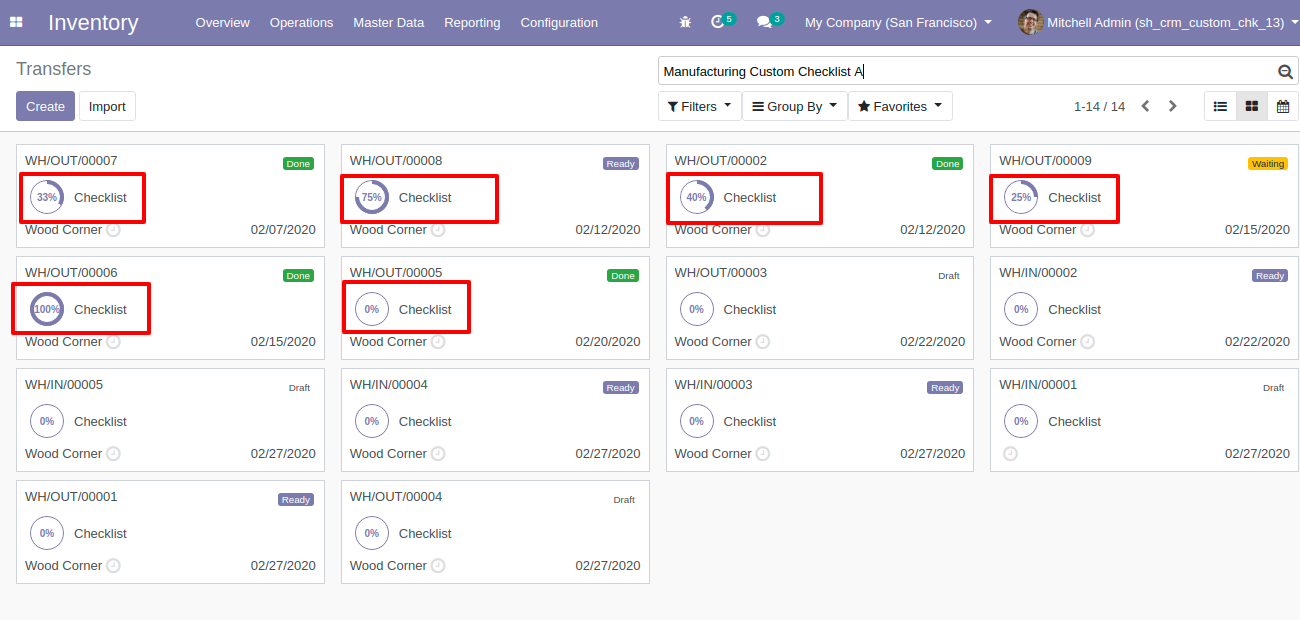 Inventory Overview Operations Master Data Reporting Configuration 5 3 My Company (San Francisco) Mitchell Admin (sh_crm_custom_chk_13)
Transfers
Manufacturing Custom Checklist A
Create Import
Filters Group By Favorites 1-14 / 14
WH/OUT/00007 Done
33% Checklist
Wood Corner 02/07/2020
WH/OUT/00008 Ready
75% Checklist
Wood Corner 02/12/2020
WH/OUT/00002 Done
40% Checklist
Wood Corner 02/12/2020
WH/OUT/00009 Waiting
25% Checklist
Wood Corner 02/15/2020
WH/OUT/00006 Done
100% Checklist
Wood Corner 02/15/2020
WH/OUT/00005 Done
0% Checklist
Wood Corner 02/20/2020
WH/OUT/00003 Draft
0% Checklist
Wood Corner 02/22/2020
WH/IN/00002 Ready
0% Checklist
Wood Corner 02/22/2020
WH/IN/00005 Draft
0% Checklist
Wood Corner 02/27/2020
WH/IN/00004 Ready
0% Checklist
Wood Corner 02/27/2020
WH/IN/00003 Ready
0% Checklist
Wood Corner 02/27/2020
WH/IN/00001 Draft
0% Checklist
02/27/2020
WH/OUT/00001 Ready
0% Checklist
Wood Corner 02/27/2020
WH/OUT/00004 Draft
0% Checklist
Wood Corner 02/27/2020